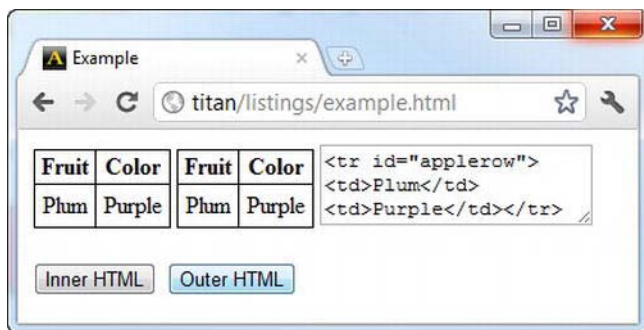 Example
titan/listings/example.html
Fruit Color Fruit Color <tr id="applerow">
<td>Plum</td>
Plum Purple Plum Purple <td>Purple</td></tr>
Inner HTML Outer HTML